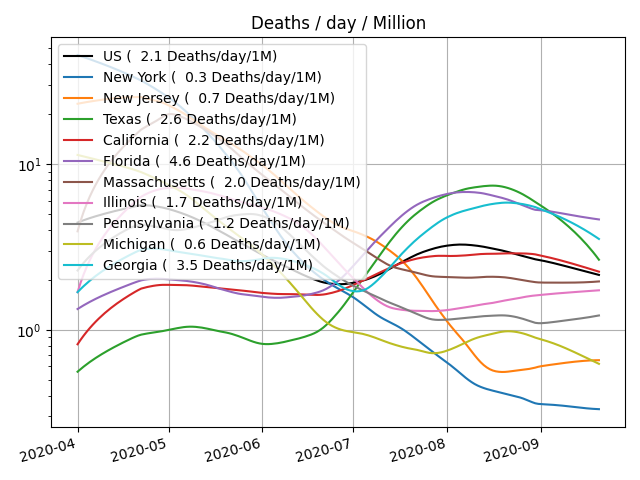 Deaths / day / Million
US (  2.1 Deaths/day/1M)
New York (  0.3 Deaths/day/1M)
New Jersey (  0.7 Deaths/day/1M)
Texas (  2.6 Deaths/day/1M)
California (  2.2 Deaths/day/1M)
Florida (  4.6 Deaths/day/1M)
Massachusetts (  2.0 Deaths/day/1M)
Illinois (  1.7 Deaths/day/1M)
Pennsylvania (  1.2 Deaths/day/1M)
Michigan (  0.6 Deaths/day/1M)
Georgia (  3.5 Deaths/day/1M)
10¹
10⁰
2020-04 2020-05 2020-06 2020-07 2020-08 2020-09